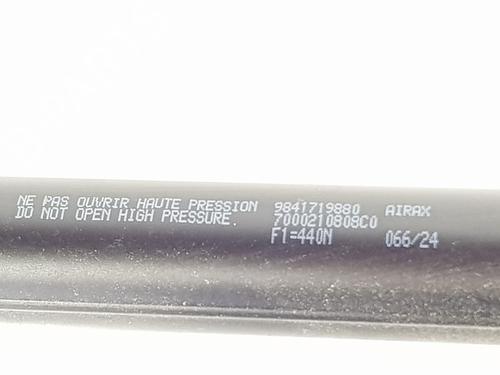 NE PAS OUVRIR HAUTE PRESSION 9841719880 AIRAX
DO NOT OPEN HIGH PRESSURE. 7000210808C0
F1=440N 066/24